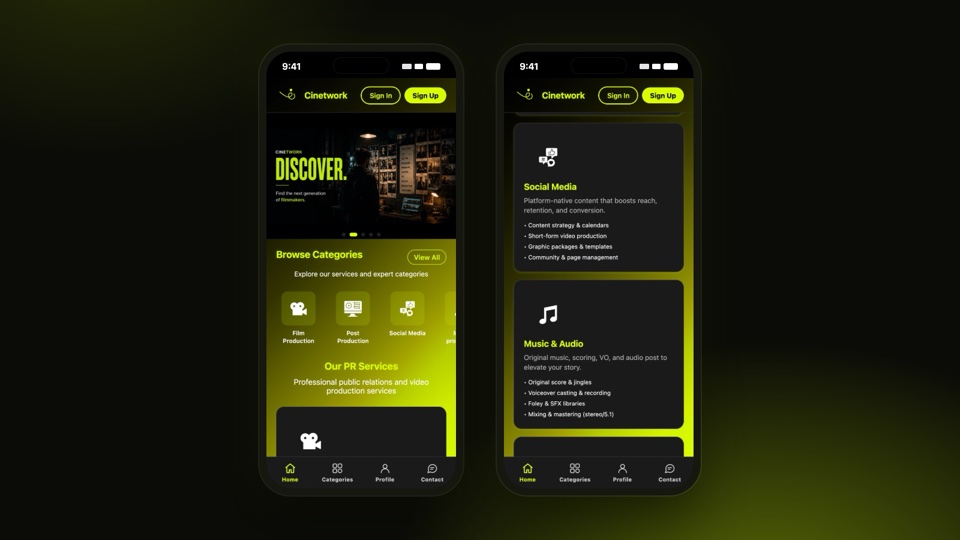 9:41
Cinetwork
Sign In
Sign Up
CINETWORK
DISCOVER.
Find the next generation
of filmmakers.
Browse Categories
View All
Explore our services and expert categories
Film
Production
Post
Production
Social Media
Our PR Services
Professional public relations and video
production services
Home
Categories
Profile
Contact
9:41
Cinetwork
Sign In
Sign Up
Social Media
Platform-native content that boosts reach,
retention, and conversion.
• Content strategy & calendars
• Short-form video production
• Graphic packages & templates
• Community & page management
Music & Audio
Original music, scoring, VO, and audio post to
elevate your story.
• Original score & jingles
• Voiceover casting & recording
• Foley & SFX libraries
• Mixing & mastering (stereo/5.1)
Home
Categories
Profile
Contact